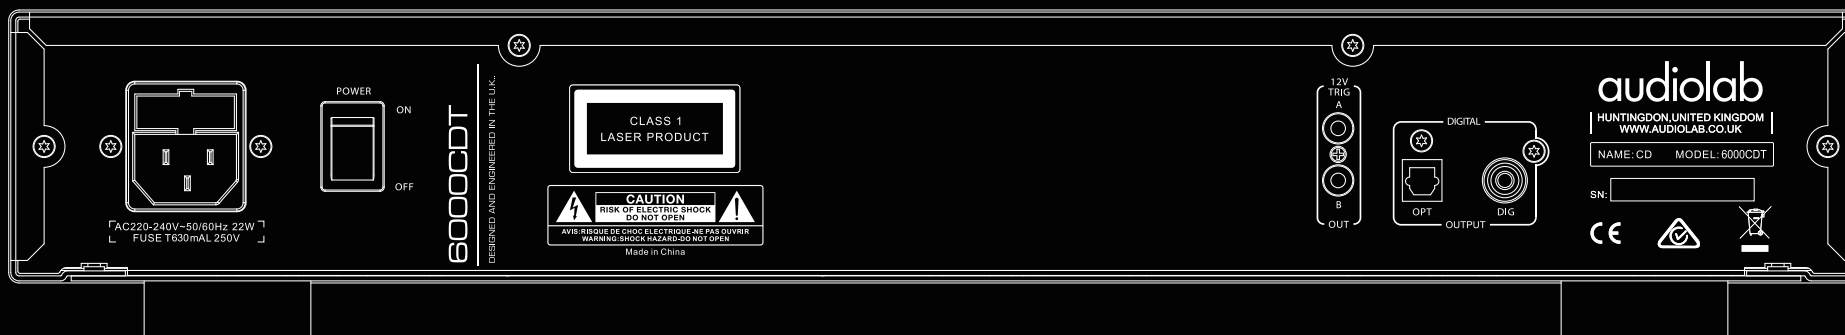 POWER
ON
OFF
AC220-240V~50/60Hz 22W
FUSE T630mAL 250V
6000CDT
DESIGNED AND ENGINEERED IN THE U.K..
CLASS 1
LASER PRODUCT
CAUTION
RISK OF ELECTRIC SHOCK
DO NOT OPEN
AVIS:RISQUE DE CHOC ELECTRIQUE-NE PAS OUVRIR
WARNING:SHOCK HAZARD-DO NOT OPEN
Made in China
12V
TRIG
A
B
OUT
DIGITAL
OPT
DIG
OUTPUT
audiolab
HUNTINGDON,UNITED KINGDOM
WWW.AUDIOLAB.CO.UK
NAME: CD MODEL: 6000CDT
SN:
CE